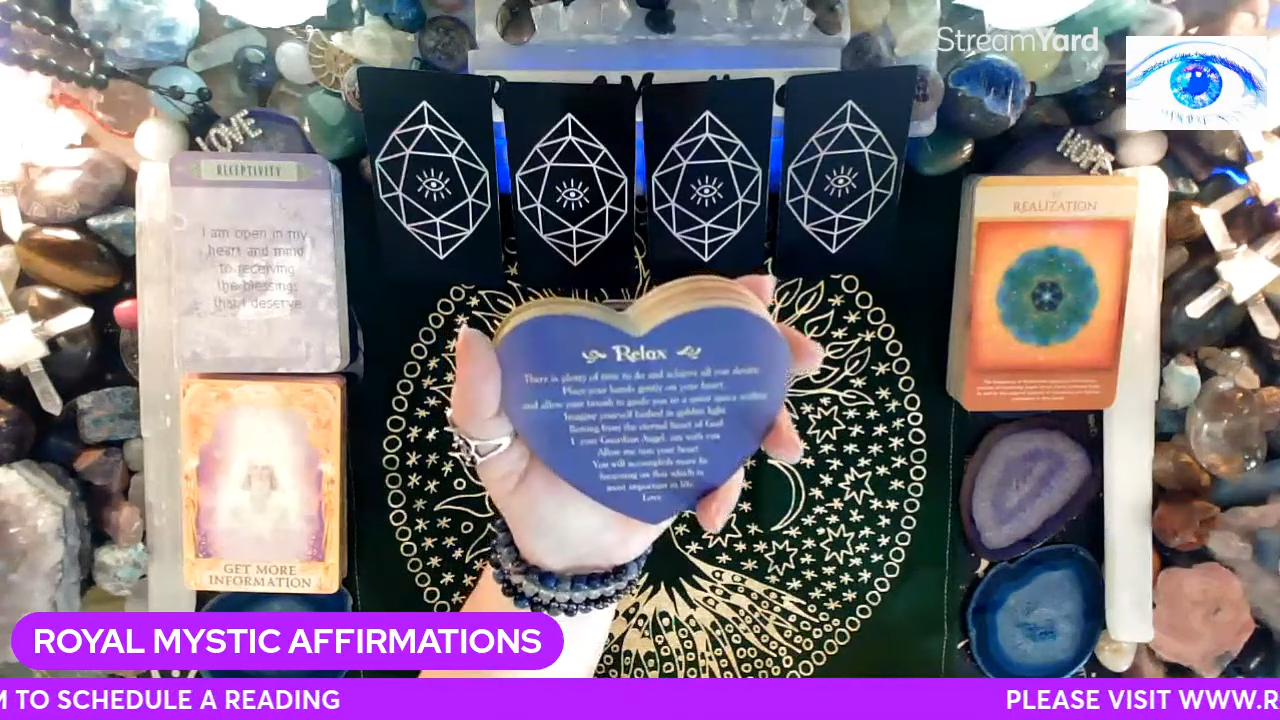 StreamYard
LOVE
HOPE
RECEPTIVITY
I am open in my
heart and mind
to receiving
the blessings
that I deserve
REALIZATION
Relax
There is plenty of time to do and achieve all you desire
Place your hands gently on your heart
and allow your breath to guide you to a quiet space within
Imagine yourself bathed in golden light
flowing from the eternal heart of God
I, your Guardian Angel, am with you
Allow me into your heart
You will accomplish more by
focusing on that which is
most important in life
Love
GET MORE
INFORMATION
ROYAL MYSTIC AFFIRMATIONS
M TO SCHEDULE A READING
PLEASE VISIT WWW.R